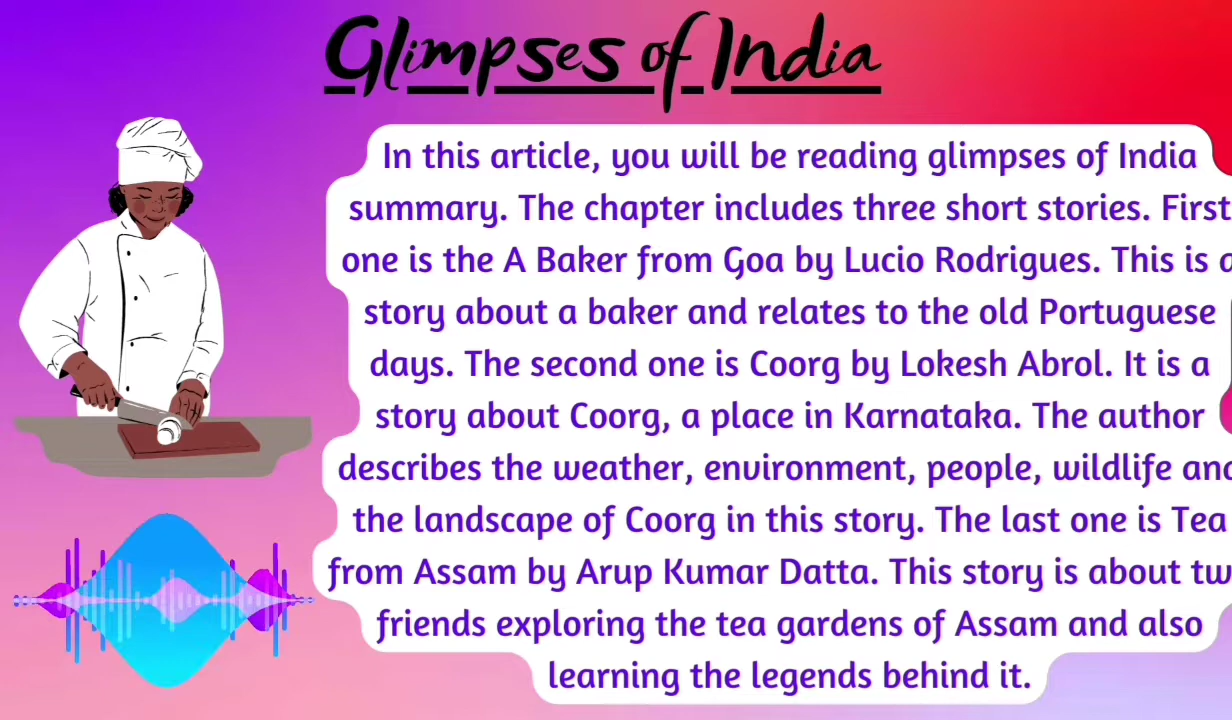 Glimpses of India
In this article, you will be reading glimpses of India
summary. The chapter includes three short stories. First
one is the A Baker from Goa by Lucio Rodrigues. This is a
story about a baker and relates to the old Portuguese
days. The second one is Coorg by Lokesh Abrol. It is a
story about Coorg, a place in Karnataka. The author
describes the weather, environment, people, wildlife and
the landscape of Coorg in this story. The last one is Tea
from Assam by Arup Kumar Datta. This story is about tw
friends exploring the tea gardens of Assam and also
learning the legends behind it.